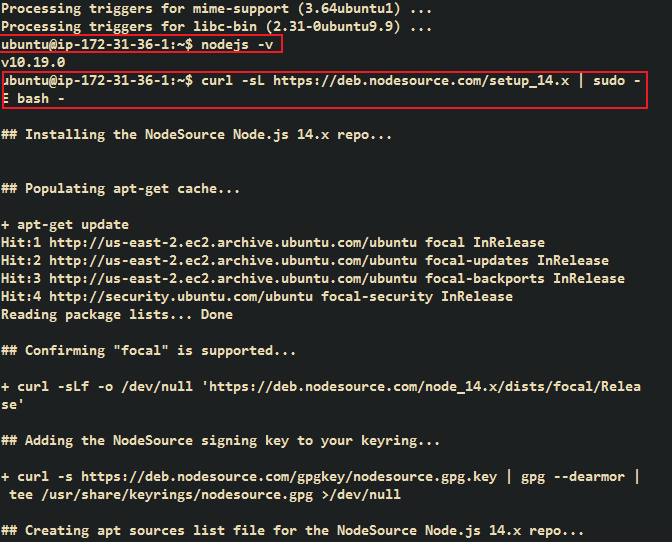 Processing triggers for mime-support (3.64ubuntu1) ...
Processing triggers for libc-bin (2.31-0ubuntu9.9) ...
ubuntu@ip-172-31-36-1:~$ nodejs -v
v10.19.0
ubuntu@ip-172-31-36-1:~$ curl -sL https://deb.nodesource.com/setup_14.x | sudo -
E bash -
## Installing the NodeSource Node.js 14.x repo...
## Populating apt-get cache...
+ apt-get update
Hit:1 http://us-east-2.ec2.archive.ubuntu.com/ubuntu focal InRelease
Hit:2 http://us-east-2.ec2.archive.ubuntu.com/ubuntu focal-updates InRelease
Hit:3 http://us-east-2.ec2.archive.ubuntu.com/ubuntu focal-backports InRelease
Hit:4 http://security.ubuntu.com/ubuntu focal-security InRelease
Reading package lists... Done
## Confirming "focal" is supported...
+ curl -sLf -o /dev/null 'https://deb.nodesource.com/node_14.x/dists/focal/Relea
se'
## Adding the NodeSource signing key to your keyring...
+ curl -s https://deb.nodesource.com/gpgkey/nodesource.gpg.key | gpg --dearmor |
 tee /usr/share/keyrings/nodesource.gpg >/dev/null
## Creating apt sources list file for the NodeSource Node.js 14.x repo...